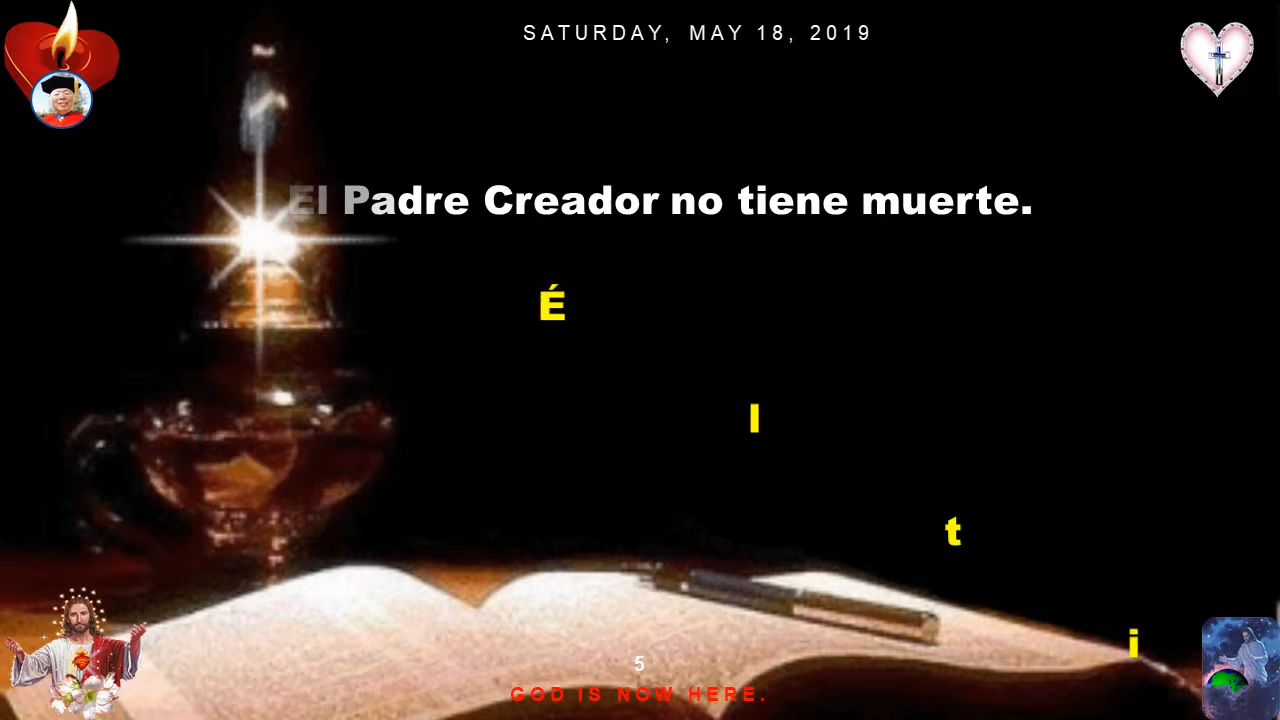 SATURDAY, MAY 18, 2019
El Padre Creador no tiene muerte.
É
l
t
i
5
GOD IS NOW HERE.